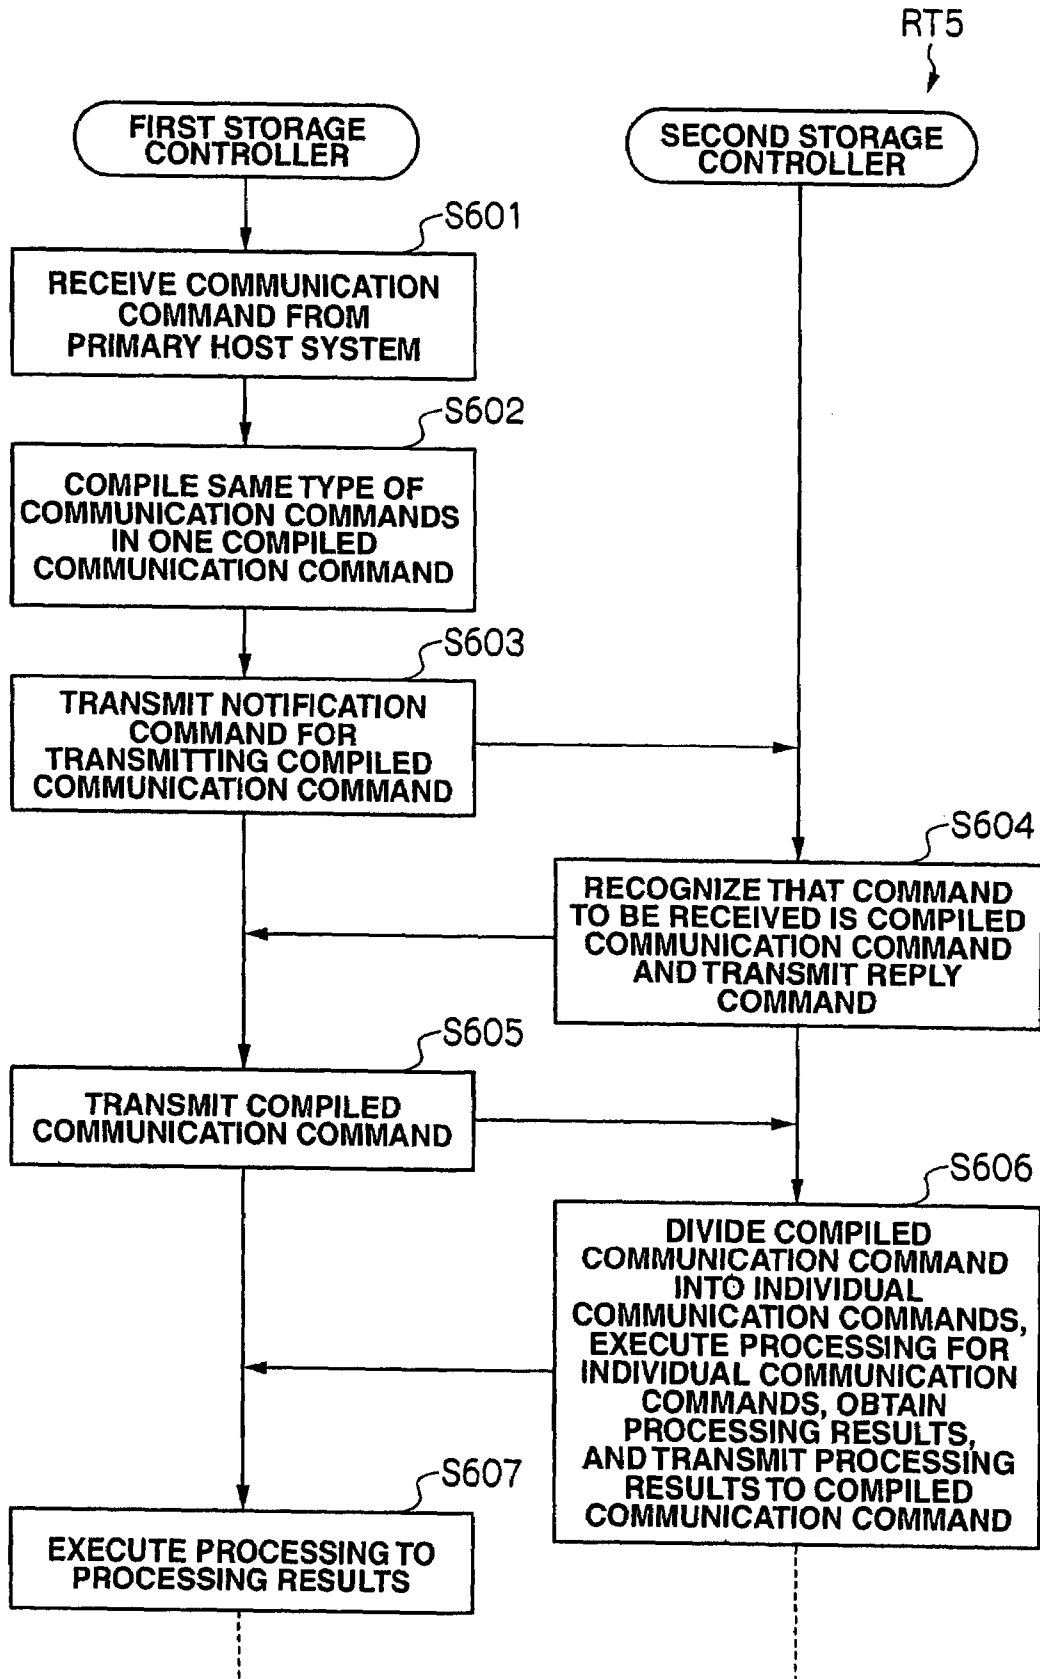 RT5
FIRST STORAGE
CONTROLLER
SECOND STORAGE
CONTROLLER
S601
RECEIVE COMMUNICATION
COMMAND FROM
PRIMARY HOST SYSTEM
S602
COMPILE SAME TYPE OF
COMMUNICATION COMMANDS
IN ONE COMPILED
COMMUNICATION COMMAND
S603
TRANSMIT NOTIFICATION
COMMAND FOR
TRANSMITTING COMPILED
COMMUNICATION COMMAND
S604
RECOGNIZE THAT COMMAND
TO BE RECEIVED IS COMPILED
COMMUNICATION COMMAND
AND TRANSMIT REPLY
COMMAND
S605
TRANSMIT COMPILED
COMMUNICATION COMMAND
S606
DIVIDE COMPILED
COMMUNICATION COMMAND
INTO INDIVIDUAL
COMMUNICATION COMMANDS,
EXECUTE PROCESSING FOR
INDIVIDUAL COMMUNICATION
COMMANDS, OBTAIN
PROCESSING RESULTS,
AND TRANSMIT PROCESSING
RESULTS TO COMPILED
COMMUNICATION COMMAND
S607
EXECUTE PROCESSING TO
PROCESSING RESULTS